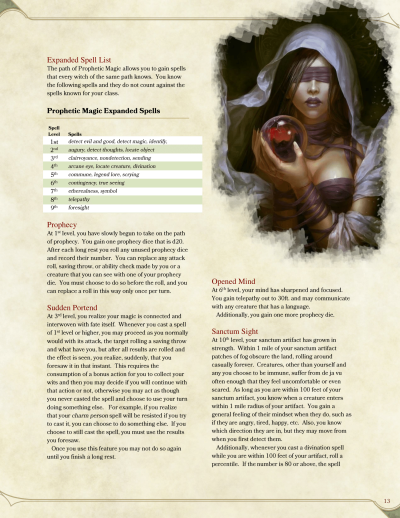 Expanded Spell List
The path of Prophetic Magic allows you to gain spells
that every witch of the same path knows. You know
the following spells and they do not count against the
spells known for your class.
Prophetic Magic Expanded Spells
Spell
Level Spells
1st detect evil and good, detect magic, identify,
2nd augury, detect thoughts, locate object
3rd clairvoyance, nondetection, sending
4th arcane eye, locate creature, divination
5th commune, legend lore, scrying
6th contingency, true seeing
7th etherealness, symbol
8th telepathy
9th foresight
Prophecy
At 1st level, you have slowly begun to take on the path
of prophecy. You gain one prophecy dice that is d20.
After each long rest you roll any unused prophecy dice
and record their number. You can replace any attack
roll, saving throw, or ability check made by you or a
creature that you can see with one of your prophecy
die. You must choose to do so before the roll, and you
can replace a roll in this way only once per turn.
Sudden Portend
At 3rd level, you realize your magic is connected and
interwoven with fate itself. Whenever you cast a spell
of 1st level or higher, you may proceed as you normally
would with its attack, the target rolling a saving throw
and what have you, but after all results are rolled and
the effect is seen, you realize, suddenly, that you
foresaw it in that instant. This requires the
consumption of a bonus action for you to collect your
wits and then you may decide if you will continue with
that action or not, otherwise you may act as though
you never casted the spell and choose to use your turn
doing something else. For example, if you realize
that your charm person spell will be resisted if you try
to cast it, you can choose to do something else. If you
choose to still cast the spell, you must use the results
you foresaw.
Once you use this feature you may not do so again
until you finish a long rest.
Opened Mind
At 6th level, your mind has sharpened and focused.
You gain telepathy out to 30ft. and may communicate
with any creature that has a language.
Additionally, you gain one more prophecy die.
Sanctum Sight
At 10th level, your sanctum artifact has grown in
strength. Within 1 mile of your sanctum artifact
patches of fog obscure the land, rolling around
casually forever. Creatures, other than yourself and
any you choose to be immune, suffer from de ja vu
often enough that they feel uncomfortable or even
scared. As long as you are within 100 feet of your
sanctum artifact, you know when a creature enters
within 1 mile radius of your artifact. You gain a
general feeling of their mindset when they do, such as
if they are angry, tired, happy, etc. Also, you know
which direction they are in, but they may move from
when you first detect them.
Additionally, whenever you cast a divination spell
while you are within 100 feet of your artifact, roll a
percentile. If the number is 80 or above, the spell
13